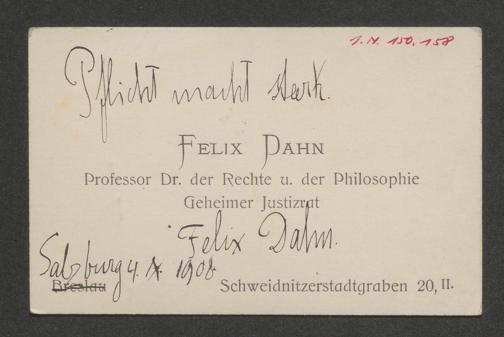 I.N. 150.158
Pflicht macht stark.
FELIX DAHN
Professor Dr. der Rechte u. der Philosophie
Geheimer Justizrat
Felix Dahn.
Salzburg 4. X. 1908
Breslau
Schweidnitzerstadtgraben 20, II.